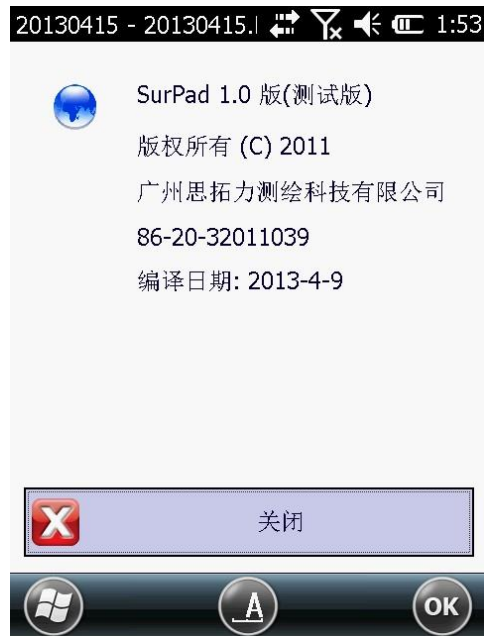 20130415 - 20130415.l 1:53
SurPad 1.0 版(测试版)
版权所有 (C) 2011
广州思拓力测绘科技有限公司
86-20-32011039
编译日期: 2013-4-9
关闭
A
OK